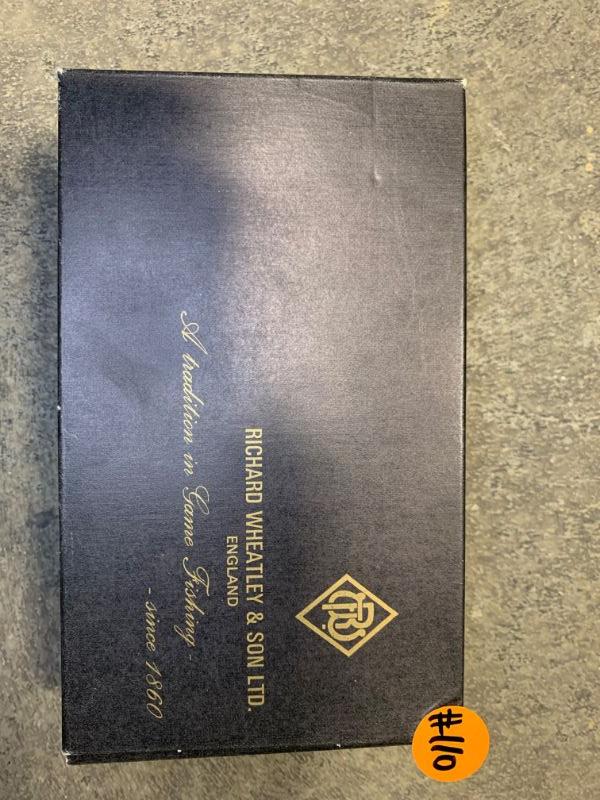 RICHARD WHEATLEY & SON LTD.
ENGLAND
A tradition in Game Fishing -
- since 1860
#110